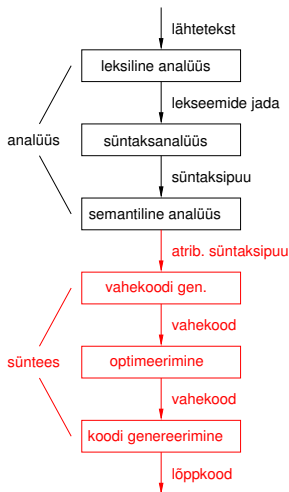 lähtetekst
leksiline analüüs
lekseemide jada
analüüs
süntaksanalüüs
süntaksipuu
semantiline analüüs
atrib. süntaksipuu
vahekoodi gen.
vahekood
süntees
optimeerimine
vahekood
koodi genereerimine
lõppkood